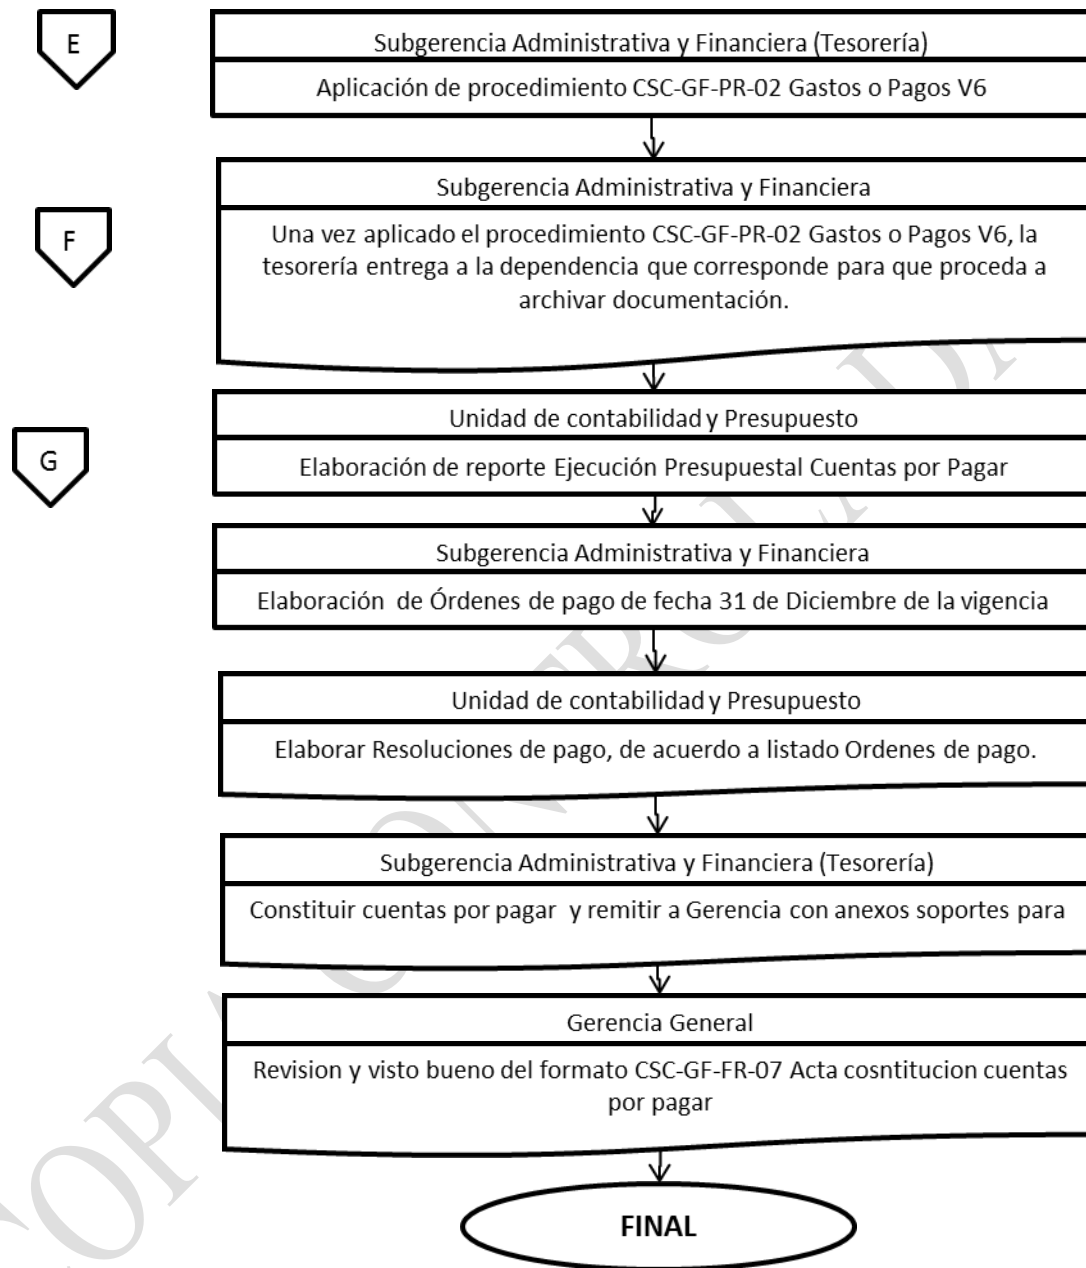 E
Subgerencia Administrativa y Financiera (Tesorería)
Aplicación de procedimiento CSC-GF-PR-02 Gastos o Pagos V6
Subgerencia Administrativa y Financiera
F
Una vez aplicado el procedimiento CSC-GF-PR-02 Gastos o Pagos V6, la
tesorería entrega a la dependencia que corresponde para que proceda a
archivar documentación.
Unidad de contabilidad y Presupuesto
G
Elaboración de reporte Ejecución Presupuestal Cuentas por Pagar
Subgerencia Administrativa y Financiera
Elaboración de Órdenes de pago de fecha 31 de Diciembre de la vigencia
Unidad de contabilidad y Presupuesto
Elaborar Resoluciones de pago, de acuerdo a listado Ordenes de pago.
Subgerencia Administrativa y Financiera (Tesorería)
Constituir cuentas por pagar y remitir a Gerencia con anexos soportes para
Gerencia General
Revision y visto bueno del formato CSC-GF-FR-07 Acta cosntitucion cuentas
por pagar
FINAL